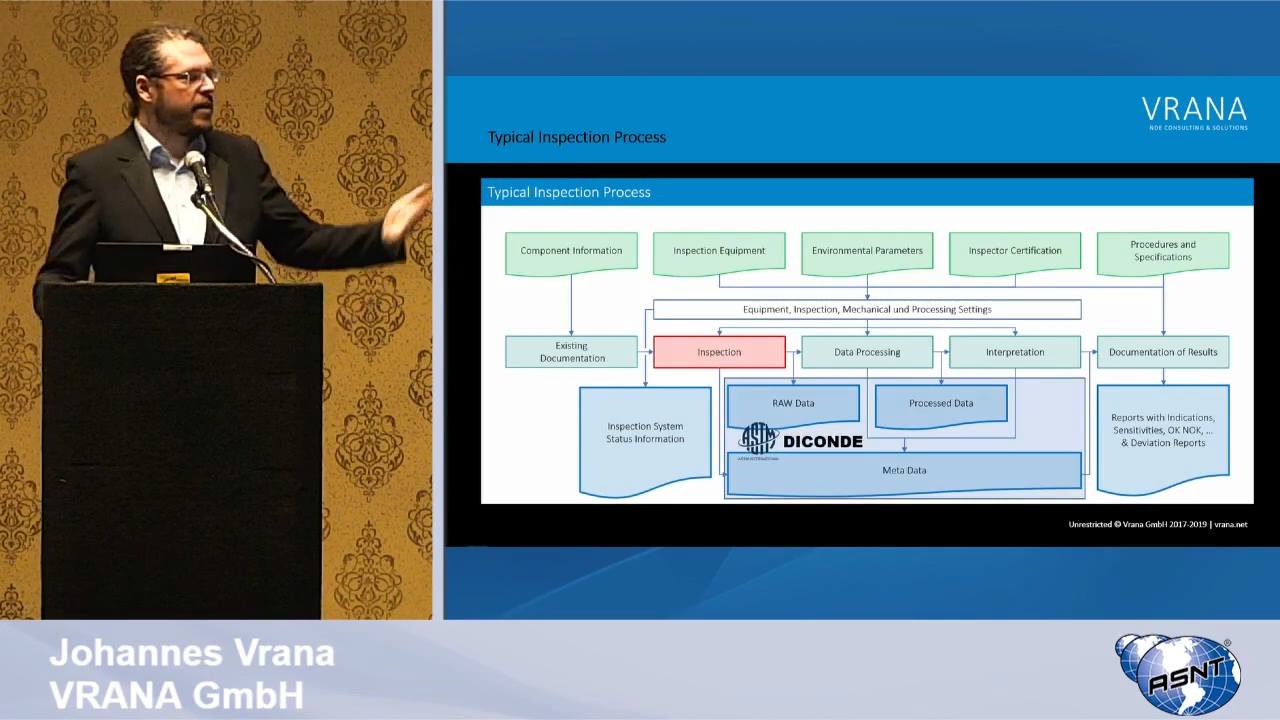 VRANA
NDE CONSULTING & SOLUTIONS
Typical Inspection Process
Typical Inspection Process
Component Information
Inspection Equipment
Environmental Parameters
Inspector Certification
Procedures and
Specifications
Equipment, Inspection, Mechanical und Processing Settings
Existing
Documentation
Inspection
Data Processing
Interpretation
Documentation of Results
Inspection System
Status Information
RAW Data
Processed Data
Reports with Indications,
Sensitivities, OK NOK, ...
& Deviation Reports
ASTM
ASTM INTERNATIONAL
DICONDE
Meta Data
Unrestricted © Vrana GmbH 2017-2019 | vrana.net
Johannes Vrana
VRANA GmbH
ASNT
®